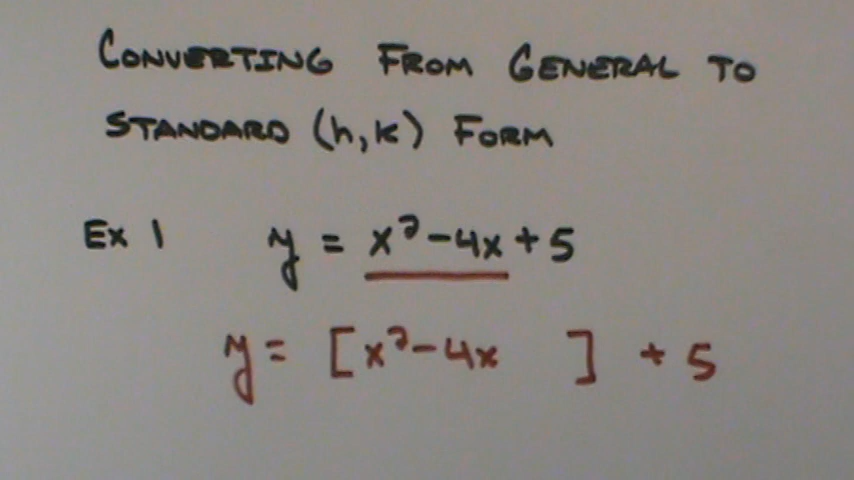 CONVERTING FROM GENERAL TO
STANDARD (h,k) FORM
Ex 1 y = x² - 4x + 5
y = [x² - 4x ] + 5